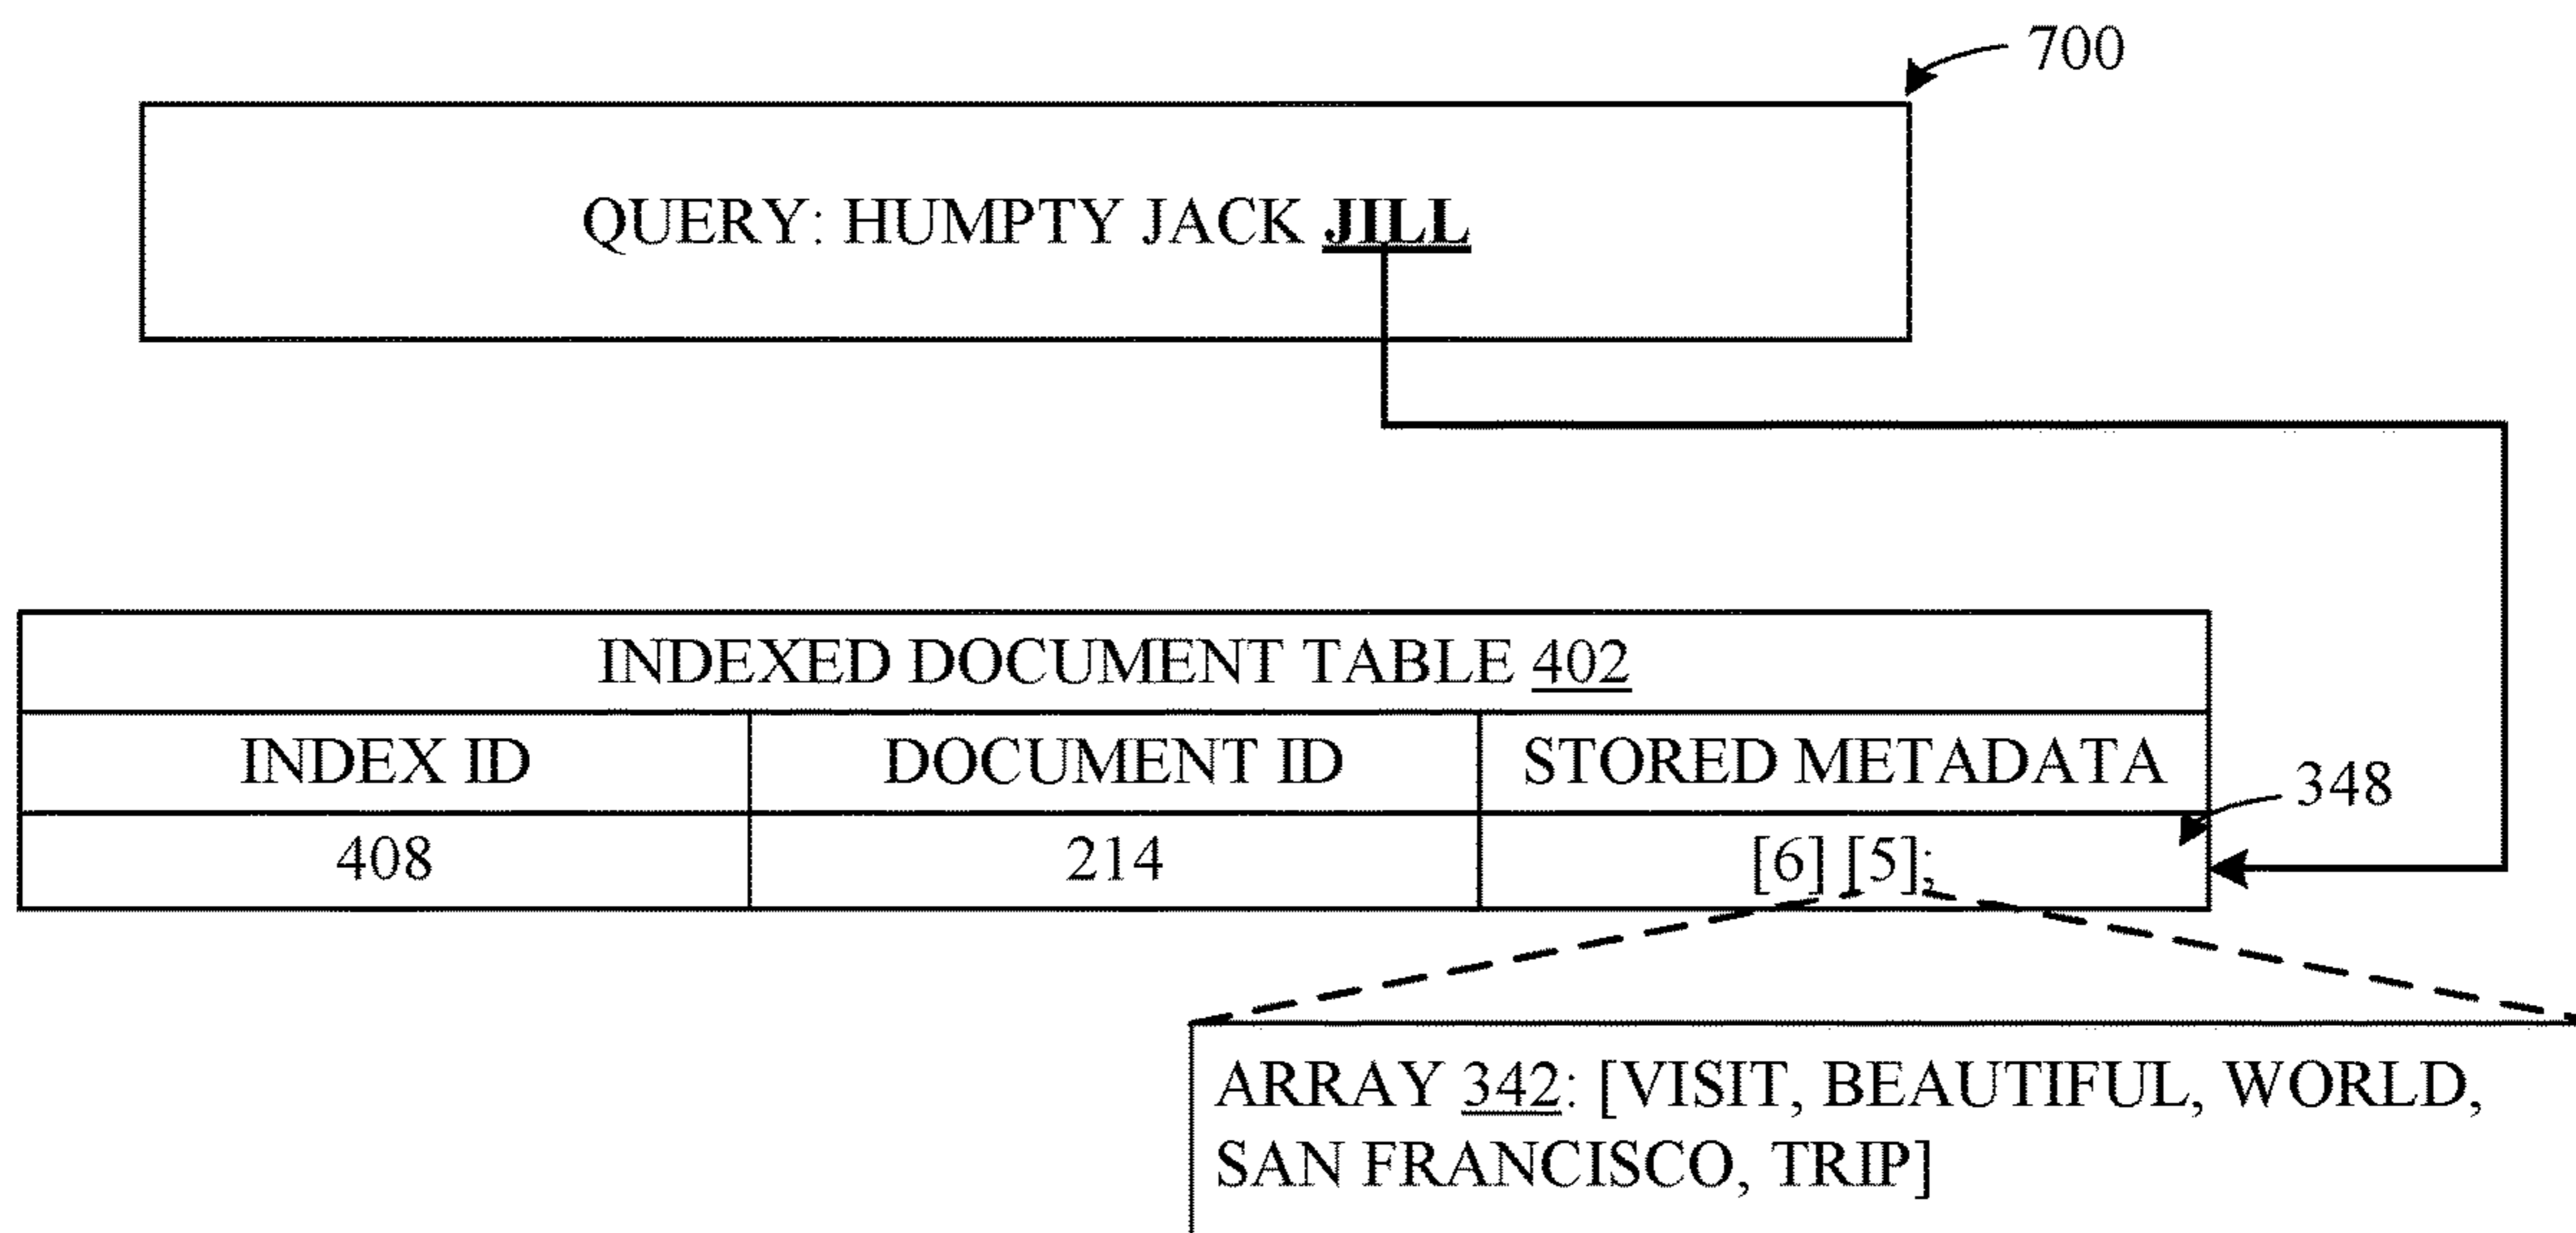 700
QUERY: HUMPTY JACK JILL
INDEXED DOCUMENT TABLE 402
INDEX ID DOCUMENT ID STORED METADATA
348
408 214 [6] [5];
ARRAY 342: [VISIT, BEAUTIFUL, WORLD,
SAN FRANCISCO, TRIP]